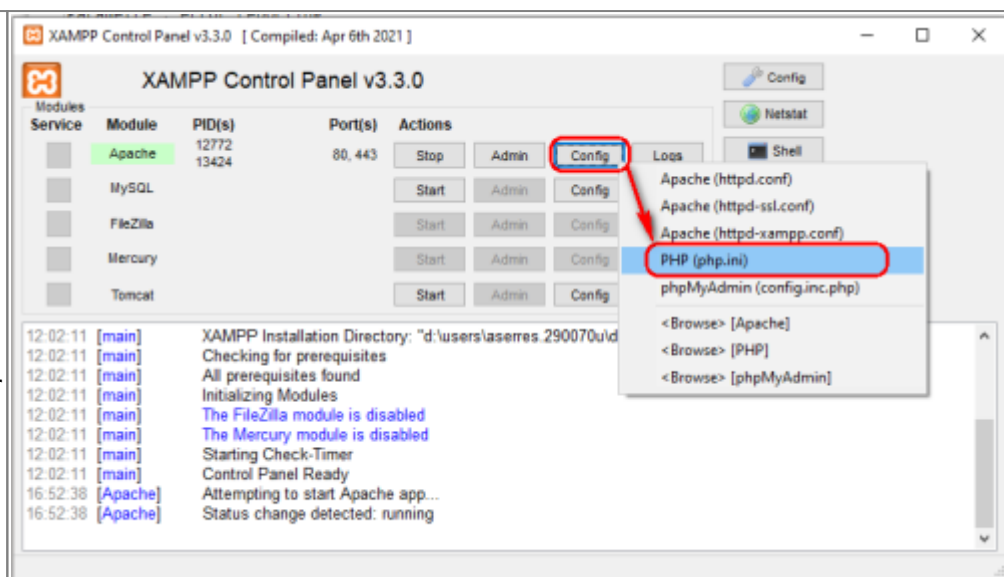 XAMPP Control Panel v3.3.0 [ Compiled: Apr 6th 2021 ]
XAMPP Control Panel v3.3.0
Config
Modules
Service Module PID(s) Port(s) Actions
Netstat
Apache 12772 13424 80, 443 Stop Admin Config Logs
Shell
MySQL Start Admin Config
FileZilla Start Admin Config
Mercury Start Admin Config
Tomcat Start Admin Config
Apache (httpd.conf)
Apache (httpd-ssl.conf)
Apache (httpd-xampp.conf)
PHP (php.ini)
phpMyAdmin (config.inc.php)
<Browse> [Apache]
<Browse> [PHP]
<Browse> [phpMyAdmin]
12:02:11 [main] XAMPP Installation Directory: "d:\users\aserres.290070u\d
12:02:11 [main] Checking for prerequisites
12:02:11 [main] All prerequisites found
12:02:11 [main] Initializing Modules
12:02:11 [main] The FileZilla module is disabled
12:02:11 [main] The Mercury module is disabled
12:02:11 [main] Starting Check-Timer
12:02:11 [main] Control Panel Ready
16:52:38 [Apache] Attempting to start Apache app...
16:52:38 [Apache] Status change detected: running